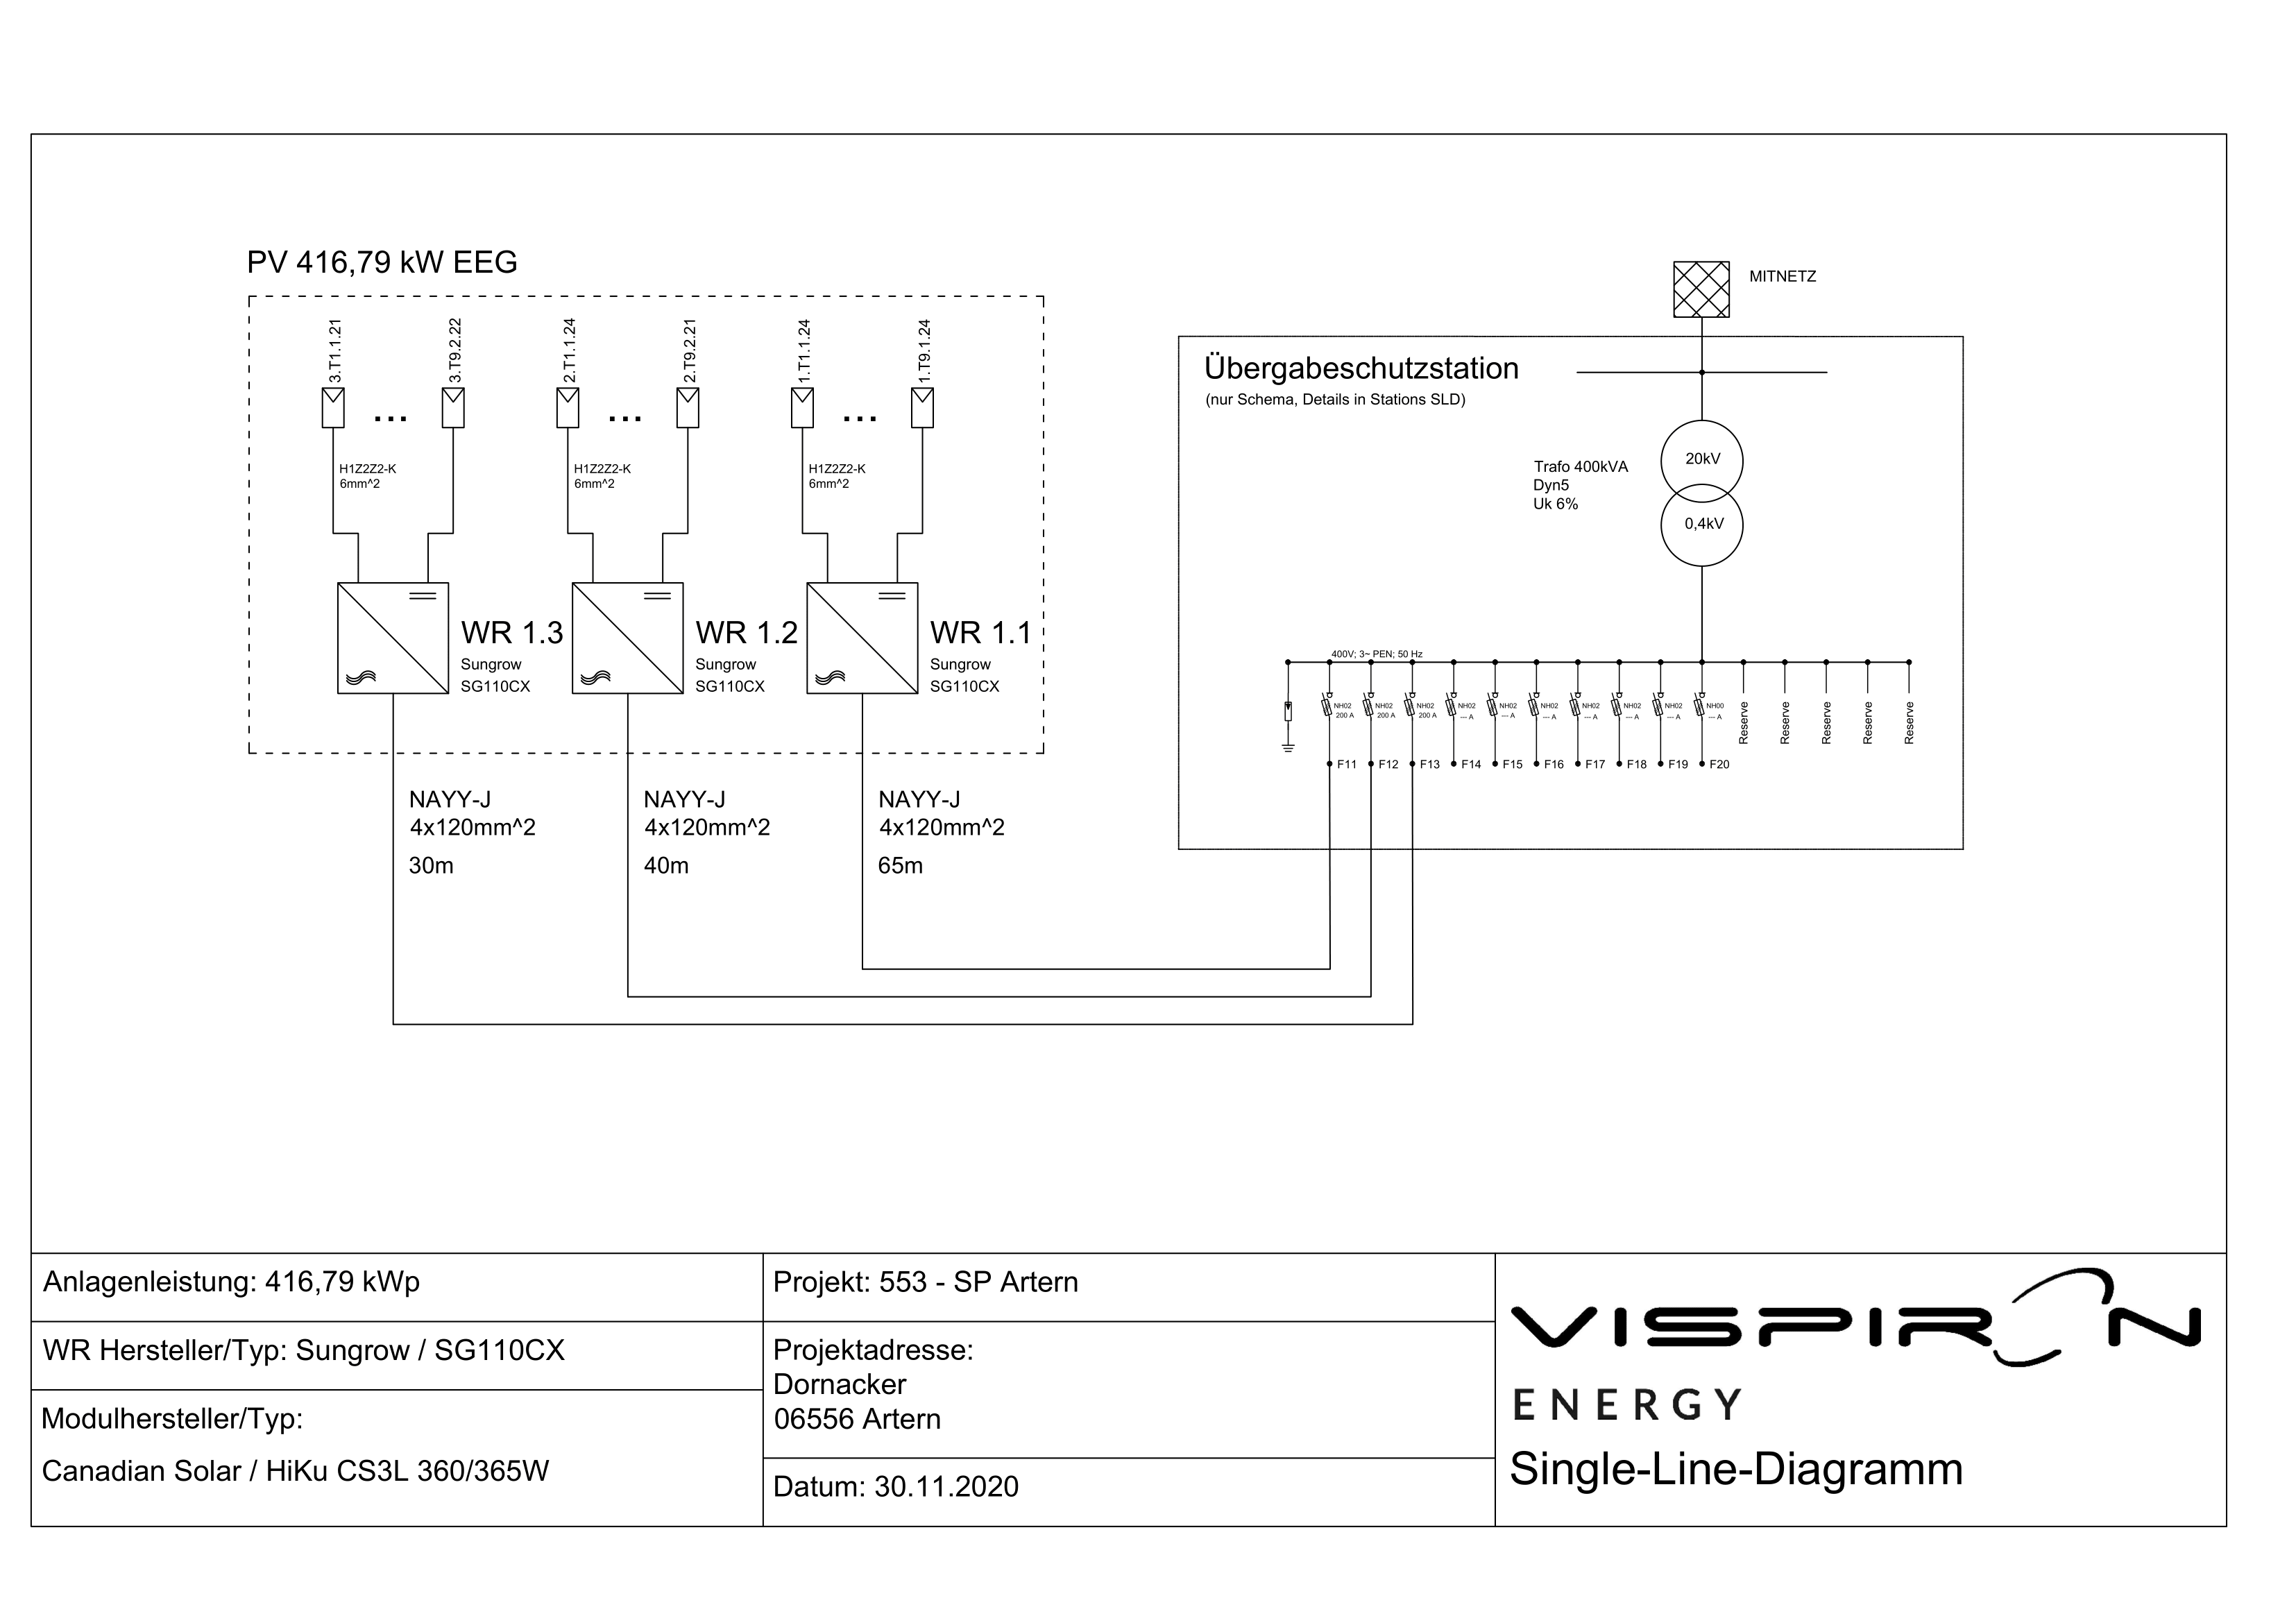 PV 416,79 kW EEG
3.T1.1.21
3.T9.2.22
2.T1.1.24
2.T9.2.21
1.T1.1.24
1.T9.1.24
...
...
...
H1Z2Z2-K
6mm^2
H1Z2Z2-K
6mm^2
H1Z2Z2-K
6mm^2
WR 1.3
Sungrow
SG110CX
WR 1.2
Sungrow
SG110CX
WR 1.1
Sungrow
SG110CX
NAYY-J
4x120mm^2
30m
NAYY-J
4x120mm^2
40m
NAYY-J
4x120mm^2
65m
MITNETZ
Übergabeschutzstation
(nur Schema, Details in Stations SLD)
Trafo 400kVA
Dyn5
Uk 6%
20kV
0,4kV
400V; 3~ PEN; 50 Hz
NH02
200 A
NH02
200 A
NH02
200 A
NH02
--- A
NH02
--- A
NH02
--- A
NH02
--- A
NH02
--- A
NH02
--- A
NH00
--- A
Reserve
Reserve
Reserve
Reserve
Reserve
F11
F12
F13
F14
F15
F16
F17
F18
F19
F20
Anlagenleistung: 416,79 kWp
WR Hersteller/Typ: Sungrow / SG110CX
Modulhersteller/Typ:
Canadian Solar / HiKu CS3L 360/365W
Projekt: 553 - SP Artern
Projektadresse:
Dornacker
06556 Artern
Datum: 30.11.2020
VISPIRON
ENERGY
Single-Line-Diagramm